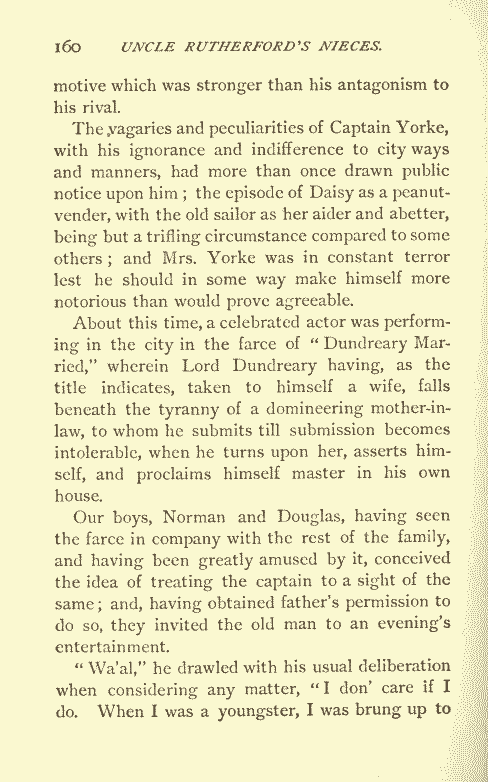 160 UNCLE RUTHERFORD'S NIECES.
motive which was stronger than his antagonism to
his rival.
The vagaries and peculiarities of Captain Yorke,
with his ignorance and indifference to city ways
and manners, had more than once drawn public
notice upon him ; the episode of Daisy as a peanut-
vender, with the old sailor as her aider and abetter,
being but a trifling circumstance compared to some
others ; and Mrs. Yorke was in constant terror
lest he should in some way make himself more
notorious than would prove agreeable.
About this time, a celebrated actor was perform-
ing in the city in the farce of " Dundreary Mar-
ried," wherein Lord Dundreary having, as the
title indicates, taken to himself a wife, falls
beneath the tyranny of a domineering mother-in-
law, to whom he submits till submission becomes
intolerable, when he turns upon her, asserts him-
self, and proclaims himself master in his own
house.
Our boys, Norman and Douglas, having seen
the farce in company with the rest of the family,
and having been greatly amused by it, conceived
the idea of treating the captain to a sight of the
same ; and, having obtained father's permission to
do so, they invited the old man to an evening's
entertainment.
" Wa'al," he drawled with his usual deliberation
when considering any matter, " I don' care if I
do. When I was a youngster, I was brung up to